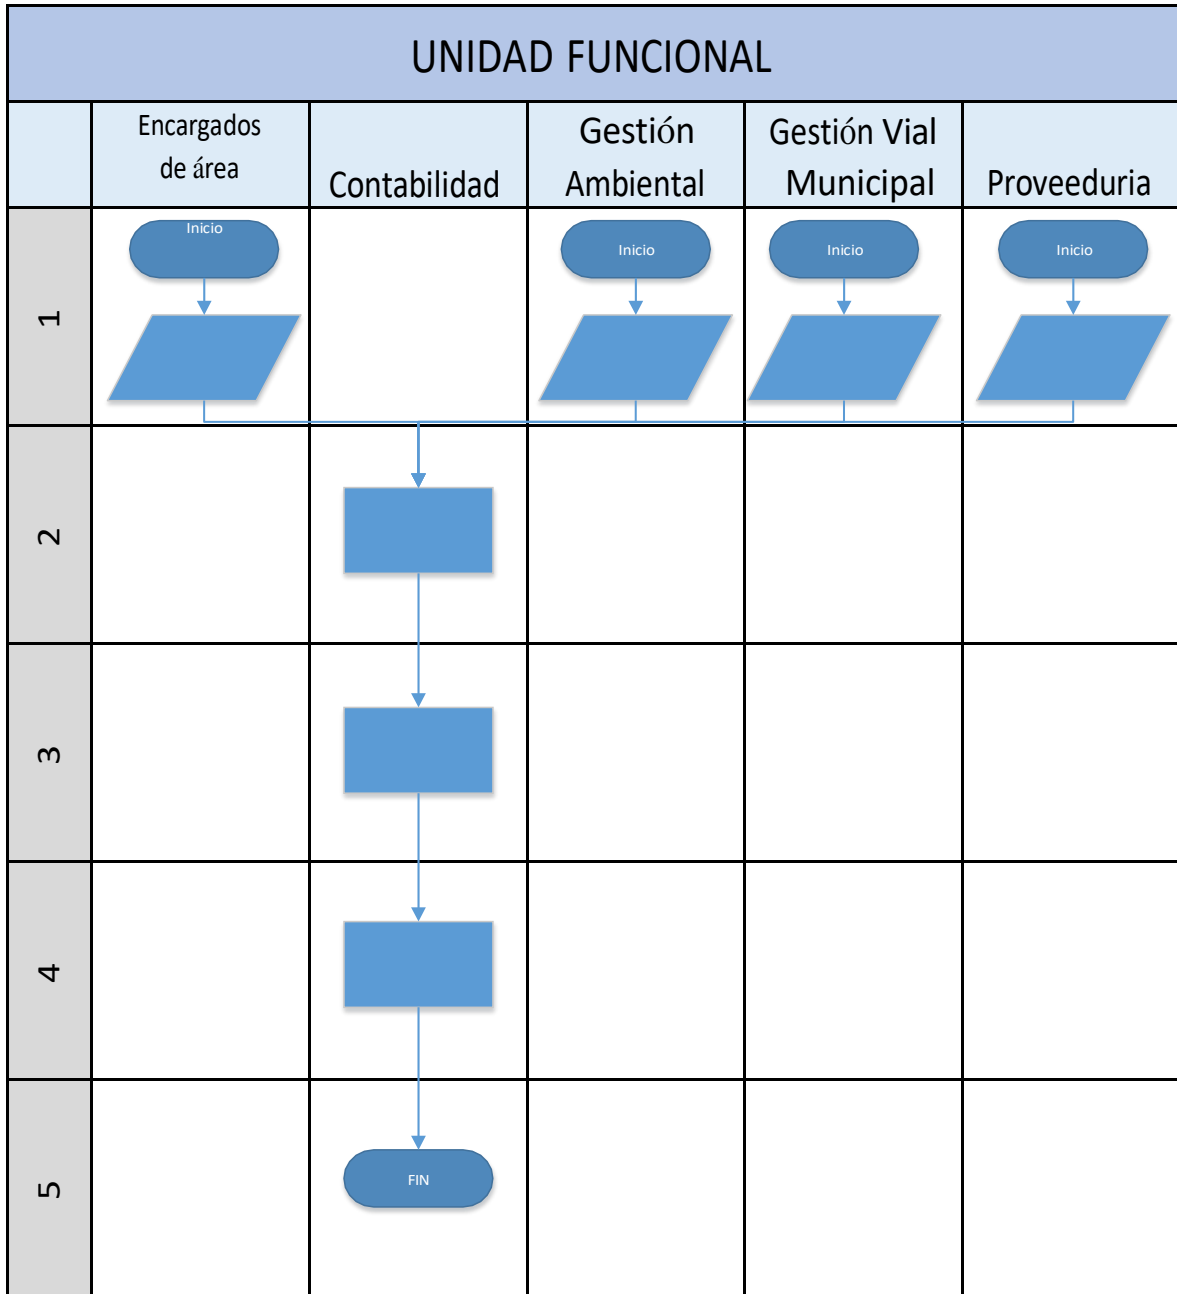 UNIDAD FUNCIONAL
Encargados
de área
Contabilidad
Gestión
Ambiental
Gestión Vial
Municipal
Proveeduria
1
Inicio
Inicio
Inicio
Inicio
2
3
4
5
FIN